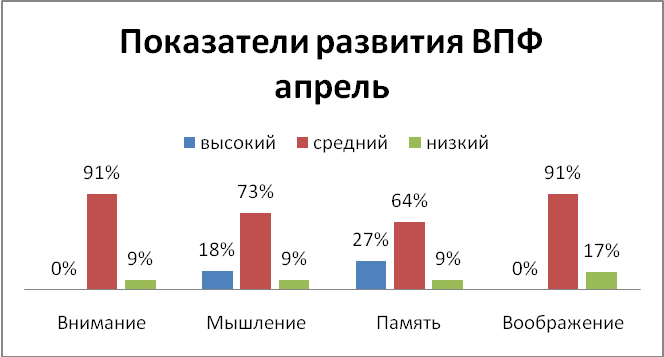 Показатели развития ВПФ
апрель
высокий средний низкий
91% 73% 64% 91%
0% 9% 18% 9% 27% 9% 0% 17%
Внимание Мышление Память Воображение